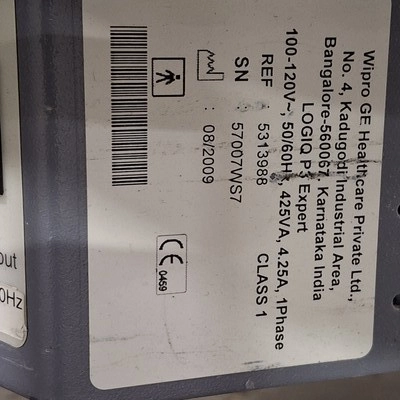 Wipro GE Healthcare Private Ltd.,
No. 4, Kadugodi Industrial Area,
Bangalore-560067. Karnataka India
LOGIQ P3 Expert
100-120V~, 50/60Hz, 425VA, 4.25A, 1Phase
REF : 5313988 CLASS 1
SN : 57007WS7
: 08/2009
CE 0459
out
0Hz